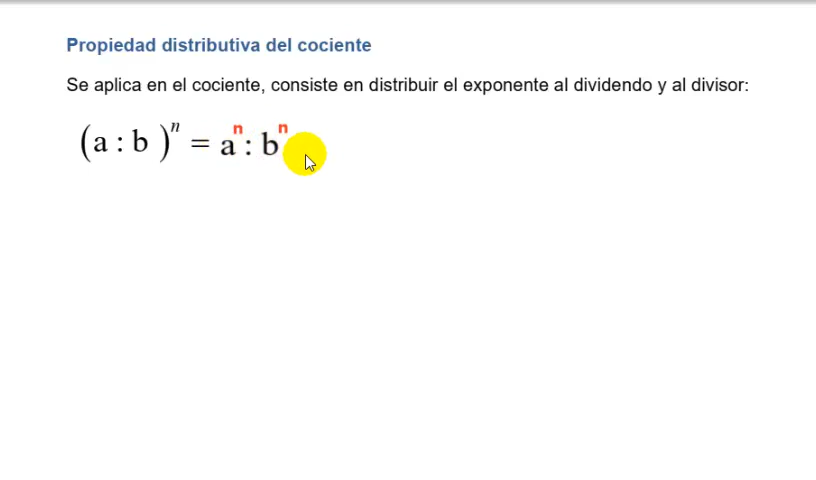 Propiedad distributiva del cociente
Se aplica en el cociente, consiste en distribuir el exponente al dividendo y al divisor:
(a : b )ⁿ = aⁿ : bⁿ